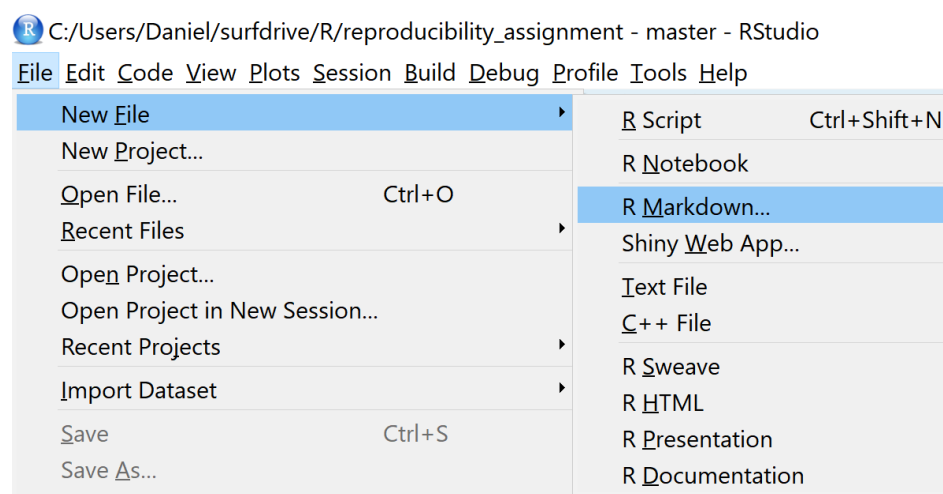 R C:/Users/Daniel/surfdrive/R/reproducibility_assignment - master - RStudio
File Edit Code View Plots Session Build Debug Profile Tools Help
New File
New Project...
Open File... Ctrl+O
Recent Files
Open Project...
Open Project in New Session...
Recent Projects
Import Dataset
Save Ctrl+S
Save As...
R Script Ctrl+Shift+N
R Notebook
R Markdown...
Shiny Web App...
Text File
C++ File
R Sweave
R HTML
R Presentation
R Documentation